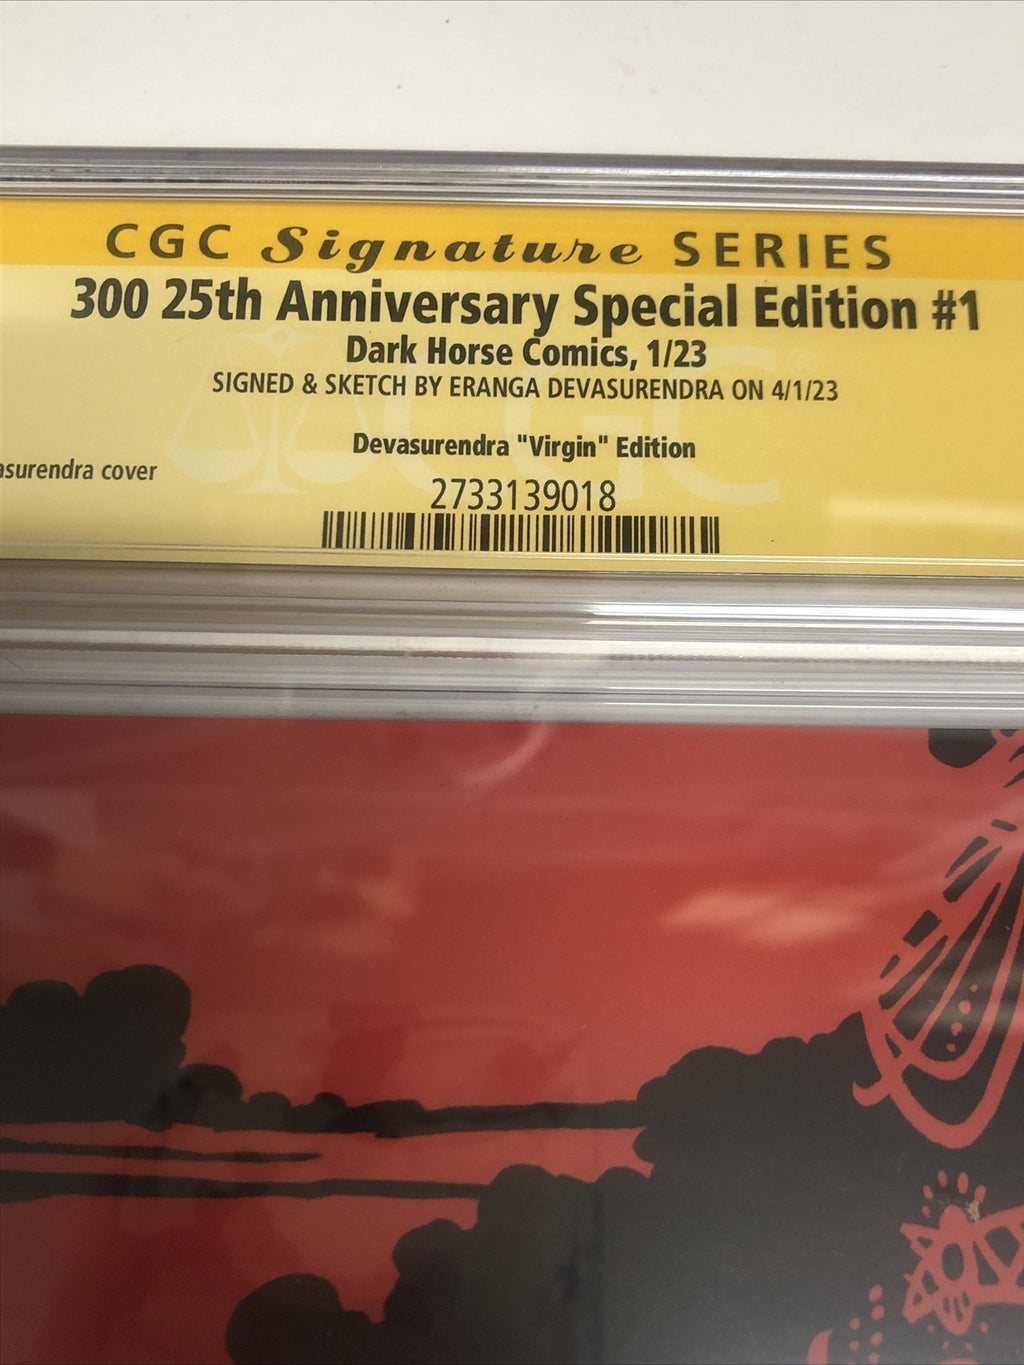 CGC Signature SERIES
300 25th Anniversary Special Edition #1
Dark Horse Comics, 1/23
SIGNED & SKETCH BY ERANGA DEVASURENDRA ON 4/1/23
Devasurendra "Virgin" Edition
asurendra cover
2733139018
CGC®